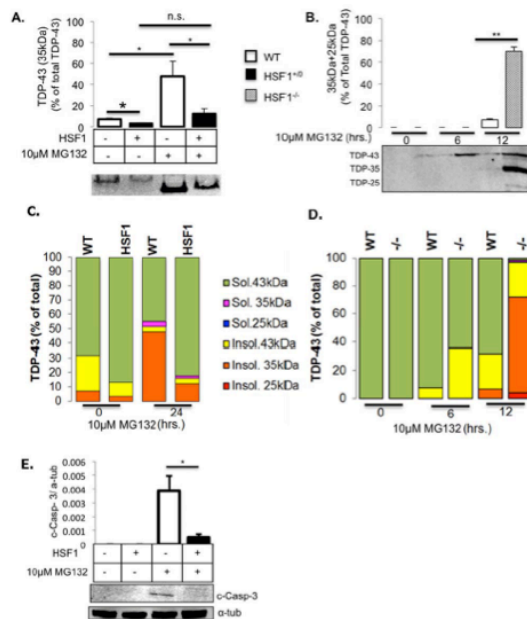 A.
TDP-43 (35kDa)
(% of total TDP-43)
100
80
60
40
20
0
n.s.
*
*
*
HSF1
- + - +
10µM MG132
- - + +
WT
HSF1+/0
HSF1-/-
B.
35kDa+25kDa
(% of Total TDP-43)
100
80
60
40
20
0
**
10µM MG132 (hrs.)
0 6 12
TDP-43
TDP-35
TDP-25
C.
WT HSF1 WT HSF1
TDP-43 (% of total)
100
90
80
70
60
50
40
30
20
10
0
0 24
10µM MG132 (hrs.)
Sol.43kDa
Sol. 35kDa
Sol.25kDa
Insol.43kDa
Insol. 35kDa
Insol. 25kDa
D.
WT -/- WT -/- WT -/-
TDP-43 (% of total)
100
80
60
40
20
0
0 6 12
10µM MG132 (hrs.)
E.
c-Casp- 3/ a-tub
0.006
0.005
0.004
0.003
0.002
0.001
0
*
HSF1
- + - +
10µM MG132
- - + +
c-Casp-3
α-tub